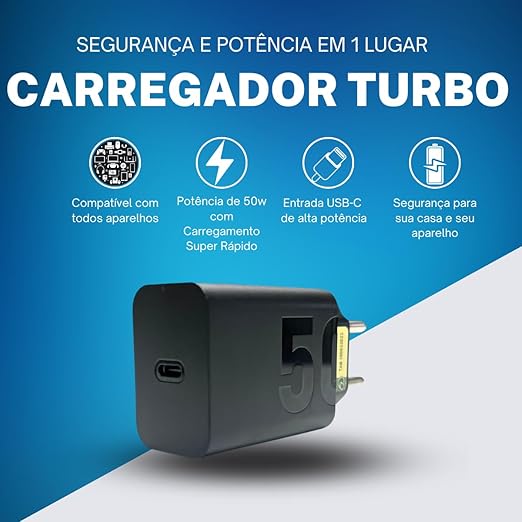 SEGURANÇA E POTÊNCIA EM 1 LUGAR
CARREGADOR TURBO
Compatível com
todos aparelhos
Potência de 50w
com
Carregamento
Super Rápido
Entrada USB-C
de alta potência
Segurança para
sua casa e seu
aparelho
50